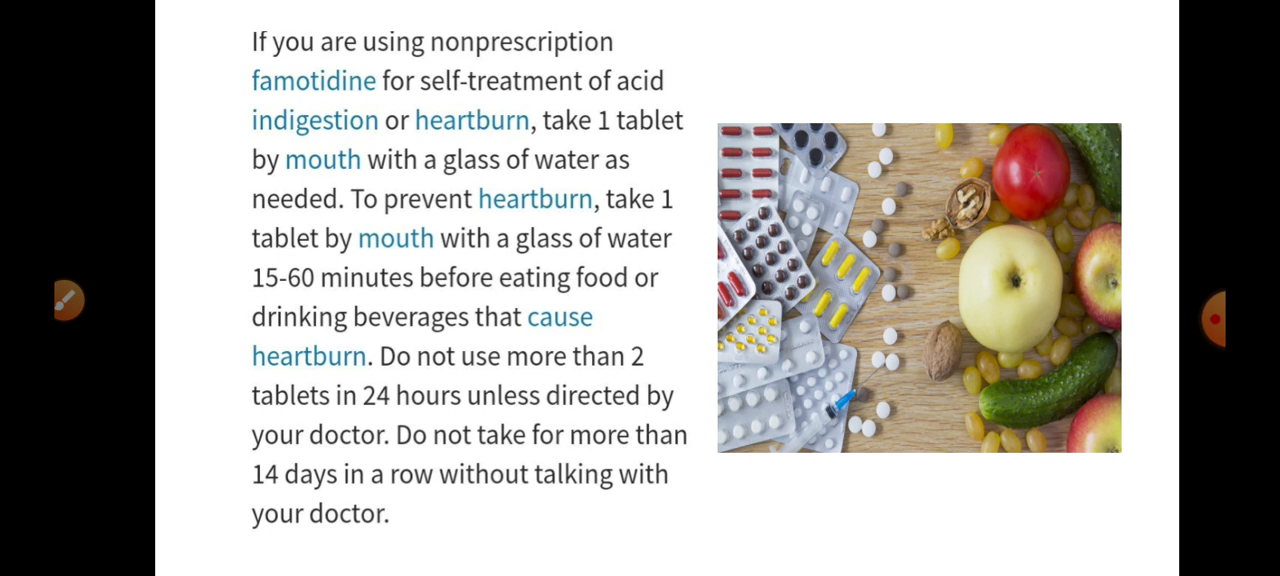 If you are using nonprescription
famotidine for self-treatment of acid
indigestion or heartburn, take 1 tablet
by mouth with a glass of water as
needed. To prevent heartburn, take 1
tablet by mouth with a glass of water
15-60 minutes before eating food or
drinking beverages that cause
heartburn. Do not use more than 2
tablets in 24 hours unless directed by
your doctor. Do not take for more than
14 days in a row without talking with
your doctor.